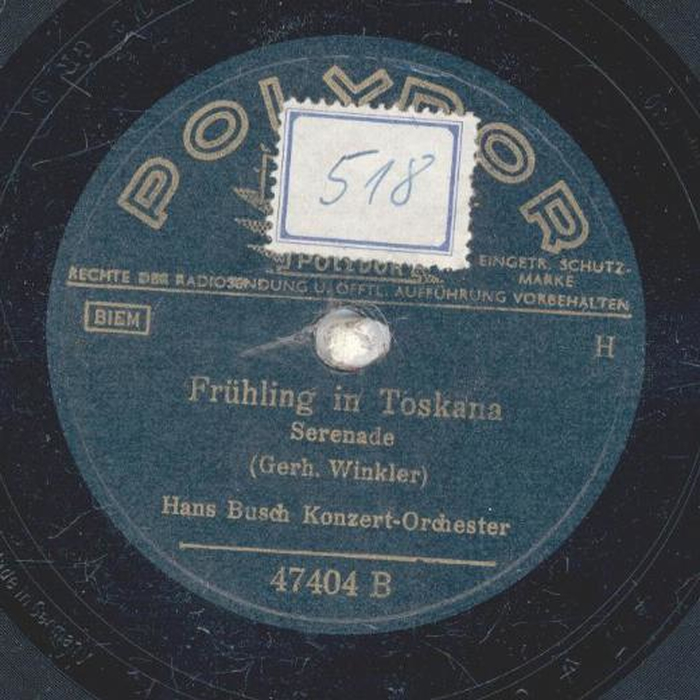 POLYDOR
518
POLYDOR
EINGETR. SCHUTZ-
MARKE
RECHTE DER RADIOSENDUNG U. ÖFFTL. AUFFÜHRUNG VORBEHALTEN
BIEM
H
Frühling in Toskana
Serenade
(Gerh. Winkler)
Hans Busch Konzert-Orchester
47404 B
Made in Germany